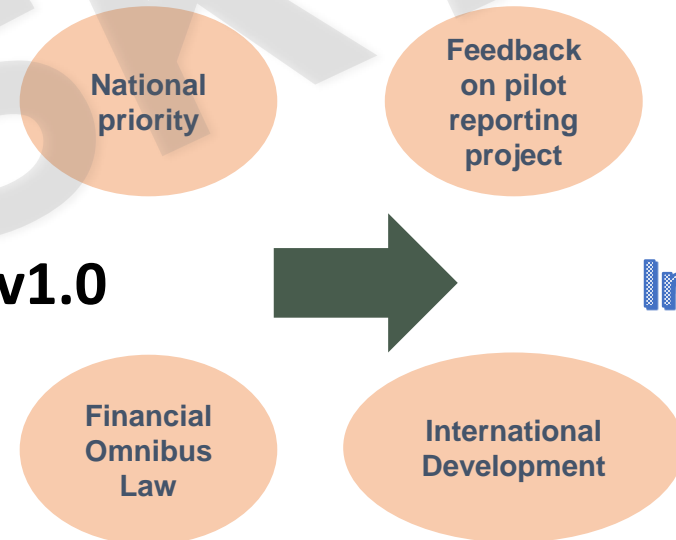 National
priority
Feedback
on pilot
reporting
project
v1.0
Financial
Omnibus
Law
International
Development